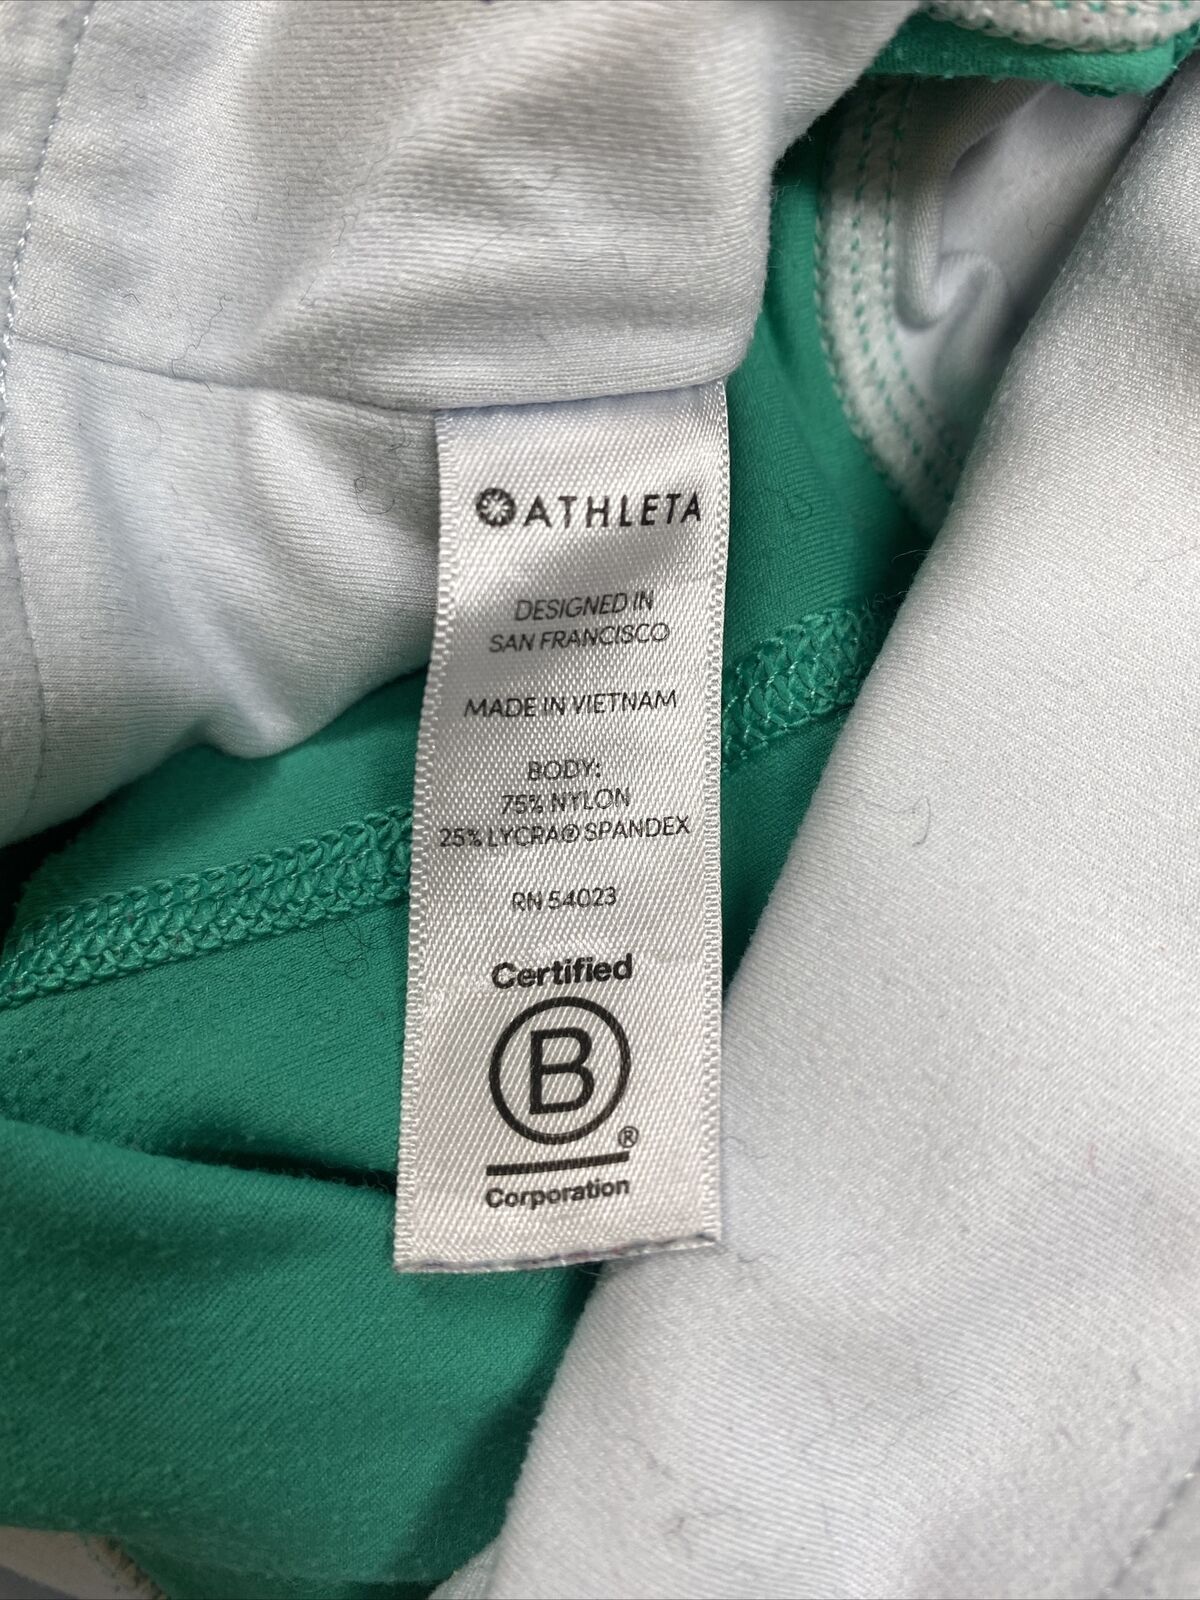 ATHLETA
DESIGNED IN
SAN FRANCISCO
MADE IN VIETNAM
BODY:
75% NYLON
25% LYCRA® SPANDEX
RN 54023
Certified
B
®
Corporation